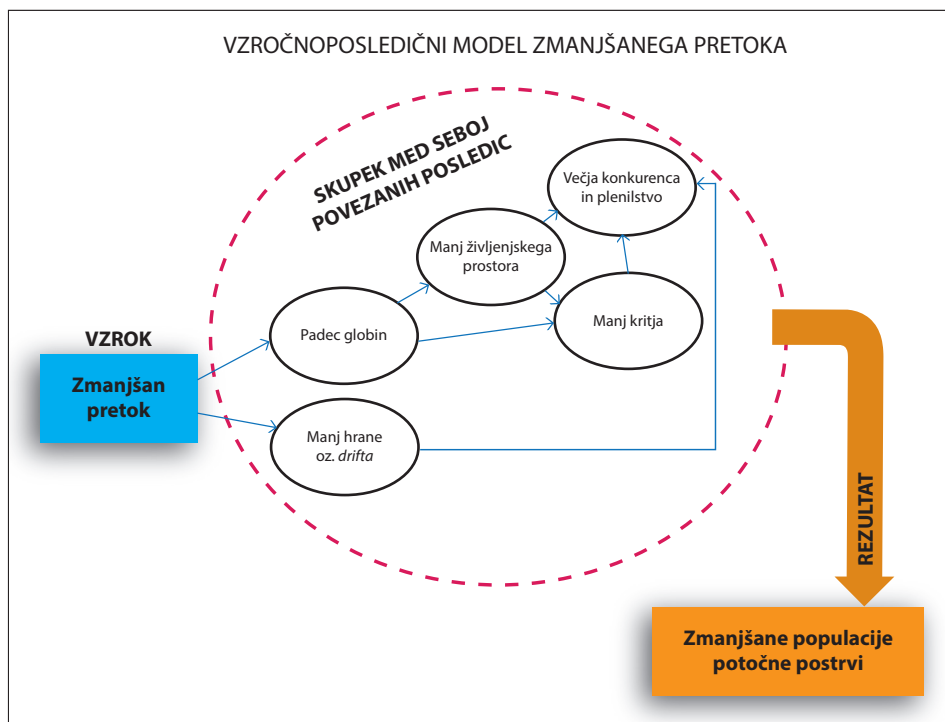 VZROČNOPOSLEDIČNI MODEL ZMANJŠANEGA PRETOKA
SKUPEK MED SEBOJ
POVEZANIH POSLEDIC
Večja konkurenca
in plenilstvo
Manj življenjskega
prostora
Manj kritja
Padec globin
VZROK
Zmanjšan
pretok
Manj hrane
oz. drifta
REZULTAT
Zmanjšane populacije
potočne postrvi